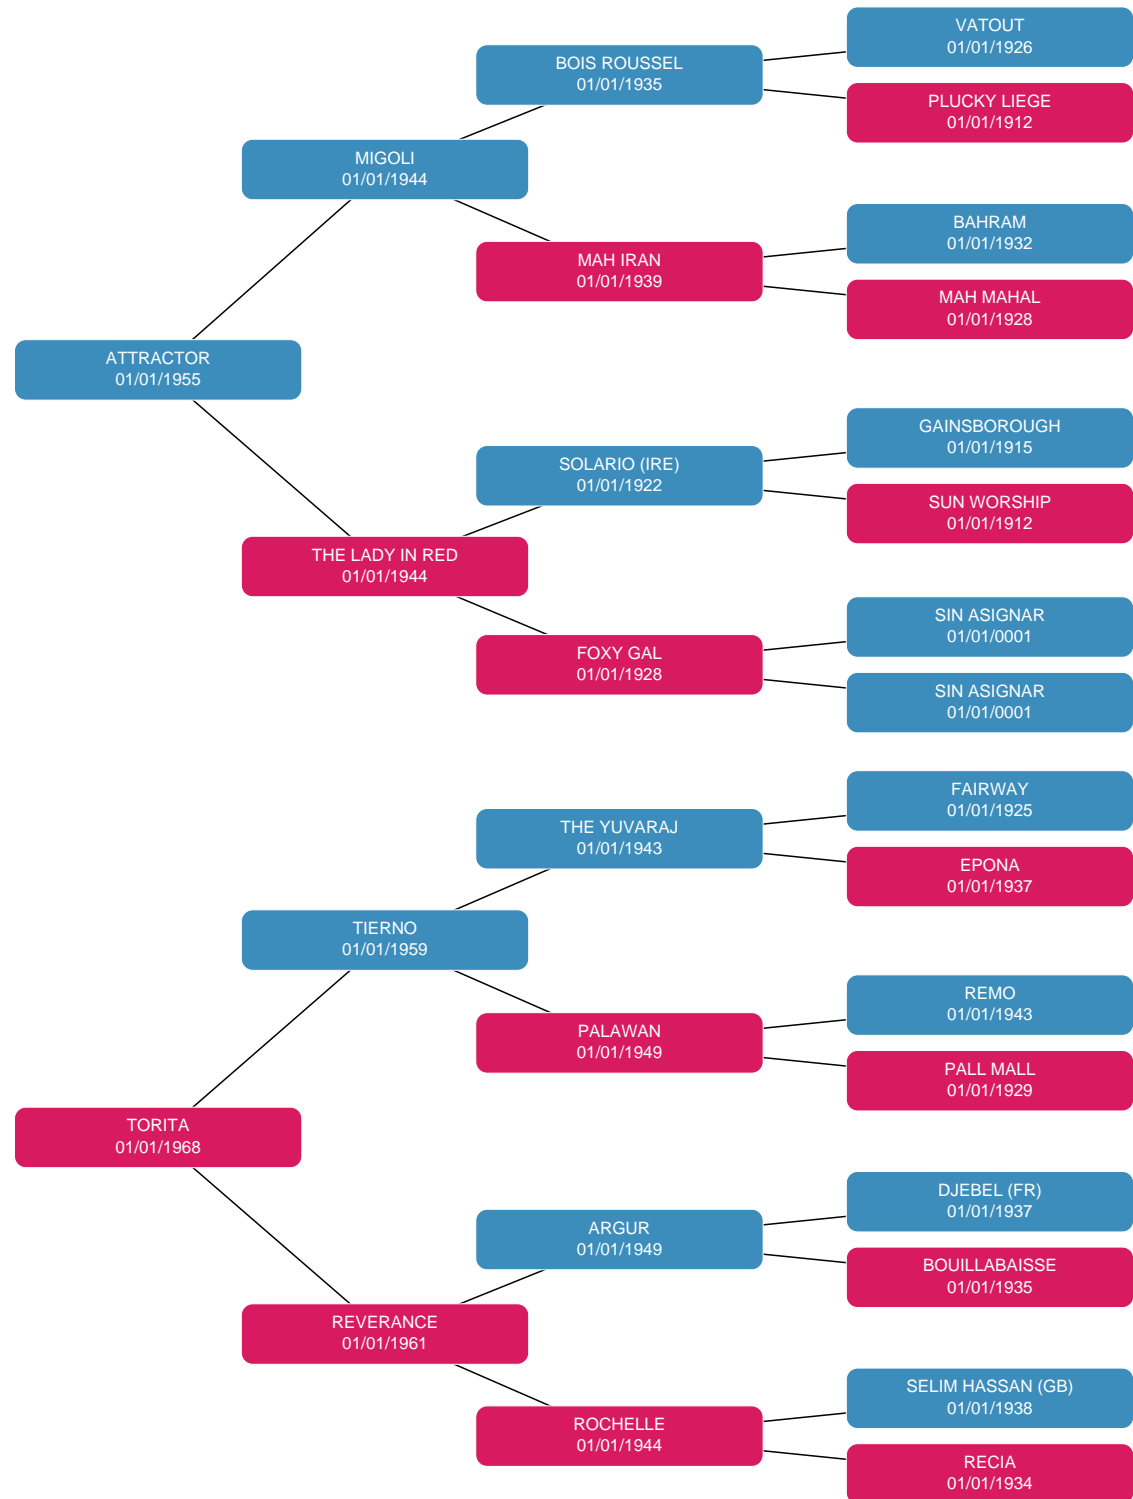 VATOUT
01/01/1926
BOIS ROUSSEL
01/01/1935
PLUCKY LIEGE
01/01/1912
MIGOLI
01/01/1944
BAHRAM
01/01/1932
MAH IRAN
01/01/1939
MAH MAHAL
01/01/1928
ATTRACTOR
01/01/1955
GAINSBOROUGH
01/01/1915
SOLARIO (IRE)
01/01/1922
SUN WORSHIP
01/01/1912
THE LADY IN RED
01/01/1944
SIN ASIGNAR
01/01/0001
FOXY GAL
01/01/1928
SIN ASIGNAR
01/01/0001
FAIRWAY
01/01/1925
THE YUVARAJ
01/01/1943
EPONA
01/01/1937
TIERNO
01/01/1959
REMO
01/01/1943
PALAWAN
01/01/1949
PALL MALL
01/01/1929
TORITA
01/01/1968
DJEBEL (FR)
01/01/1937
ARGUR
01/01/1949
BOUILLABAISSE
01/01/1935
REVERANCE
01/01/1961
SELIM HASSAN (GB)
01/01/1938
ROCHELLE
01/01/1944
RECIA
01/01/1934